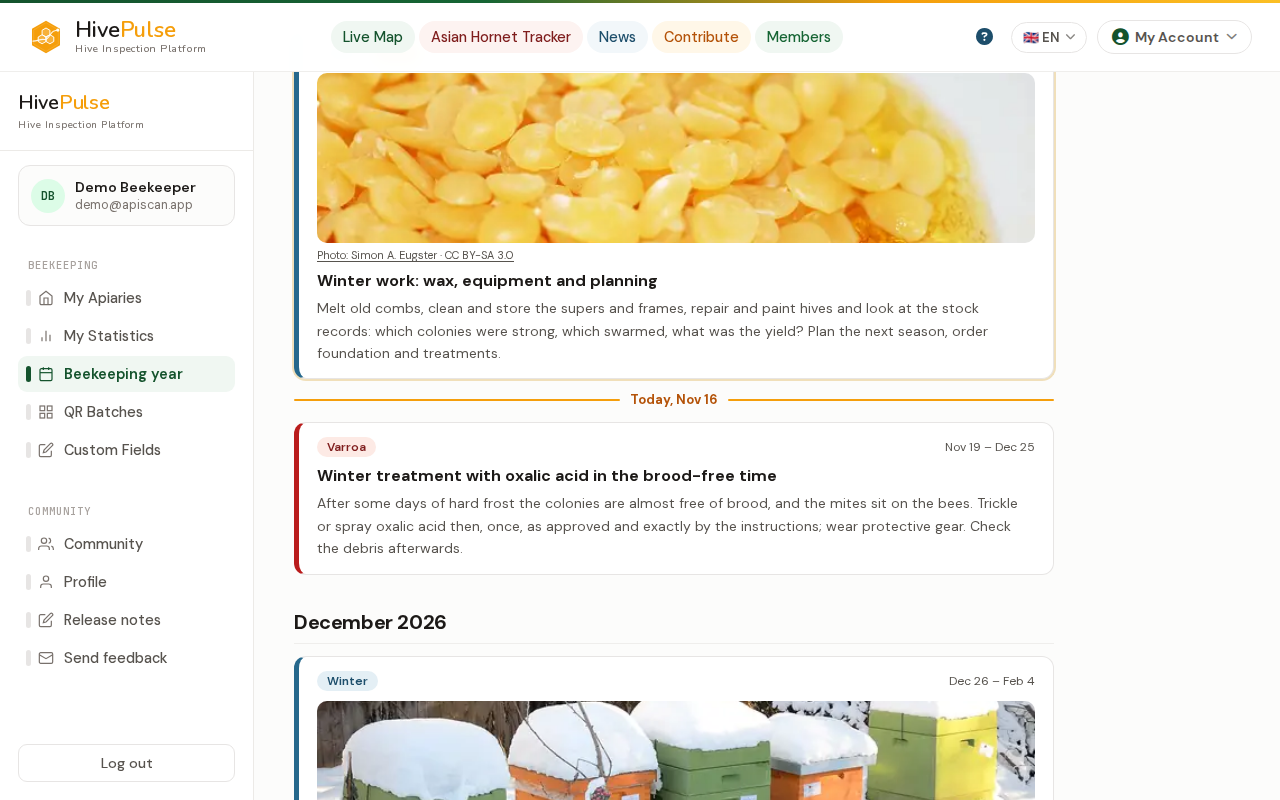 HivePulse
Hive Inspection Platform
Live Map
Asian Hornet Tracker
News
Contribute
Members
?
EN
My Account
HivePulse
Hive Inspection Platform
DB
Demo Beekeeper
demo@apiscan.app
BEEKEEPING
My Apiaries
My Statistics
Beekeeping year
QR Batches
Custom Fields
COMMUNITY
Community
Profile
Release notes
Send feedback
Log out
Photo: Simon A. Eugster · CC BY-SA 3.0
Winter work: wax, equipment and planning
Melt old combs, clean and store the supers and frames, repair and paint hives and look at the stock
records: which colonies were strong, which swarmed, what was the yield? Plan the next season, order
foundation and treatments.
Today, Nov 16
Varroa
Nov 19 – Dec 25
Winter treatment with oxalic acid in the brood-free time
After some days of hard frost the colonies are almost free of brood, and the mites sit on the bees. Trickle
or spray oxalic acid then, once, as approved and exactly by the instructions; wear protective gear. Check
the debris afterwards.
December 2026
Winter
Dec 26 – Feb 4